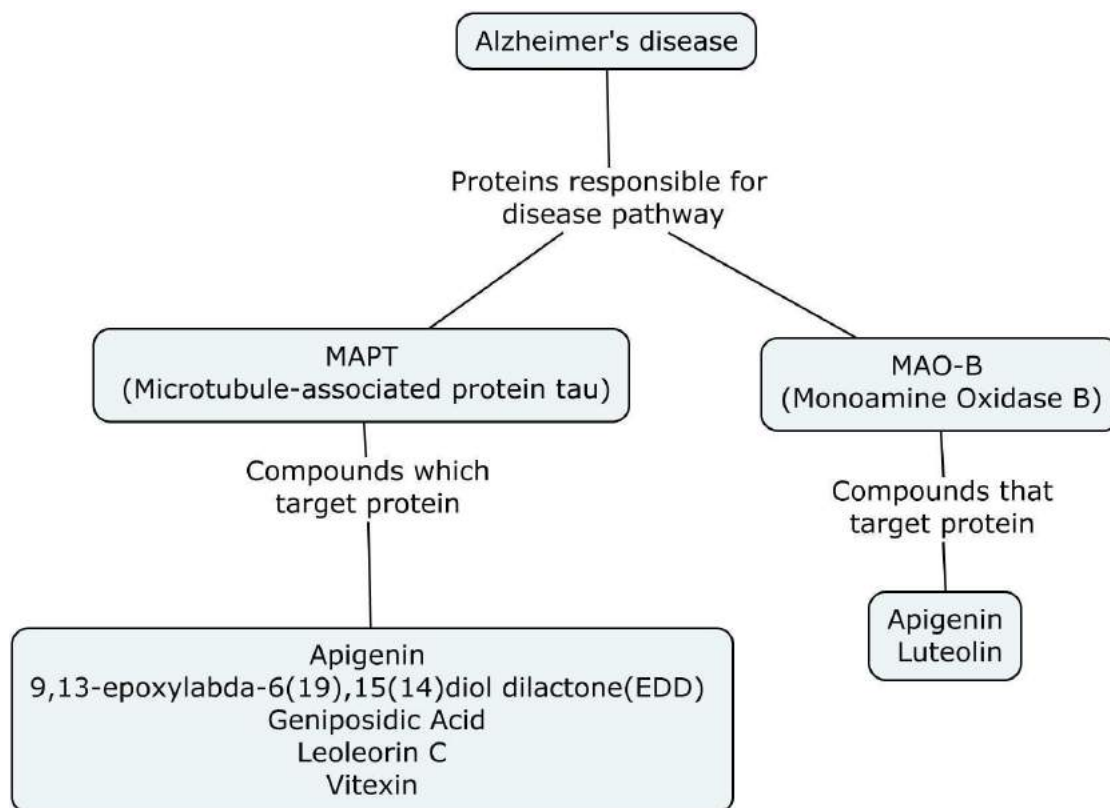 Alzheimer's disease
Proteins responsible for
disease pathway
MAPT
(Microtubule-associated protein tau)
MAO-B
(Monoamine Oxidase B)
Compounds which
target protein
Compounds that
target protein
Apigenin
9,13-epoxylabda-6(19),15(14)diol dilactone(EDD)
Geniposidic Acid
Leoleorin C
Vitexin
Apigenin
Luteolin